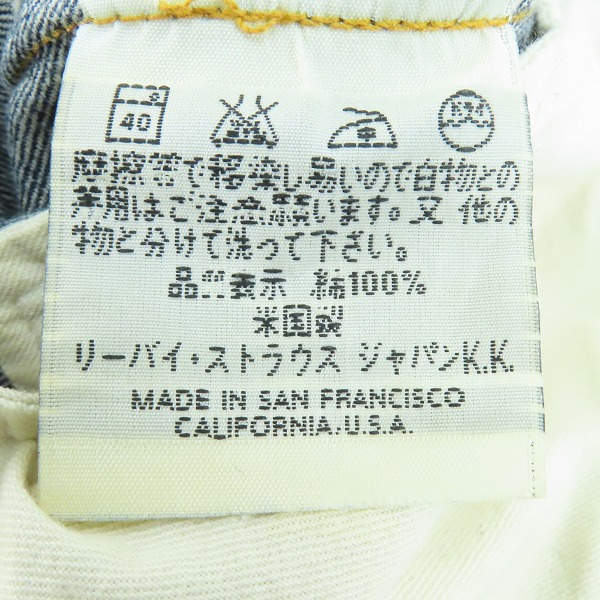 40
摩擦等で移染し易いので白物との
着用はご注意願います。又 他の
物と分けて洗って下さい。
品質表示 綿100%
米国製
リーバイ・ストラウス ジャパンK.K.
MADE IN SAN FRANCISCO
CALIFORNIA.U.S.A.